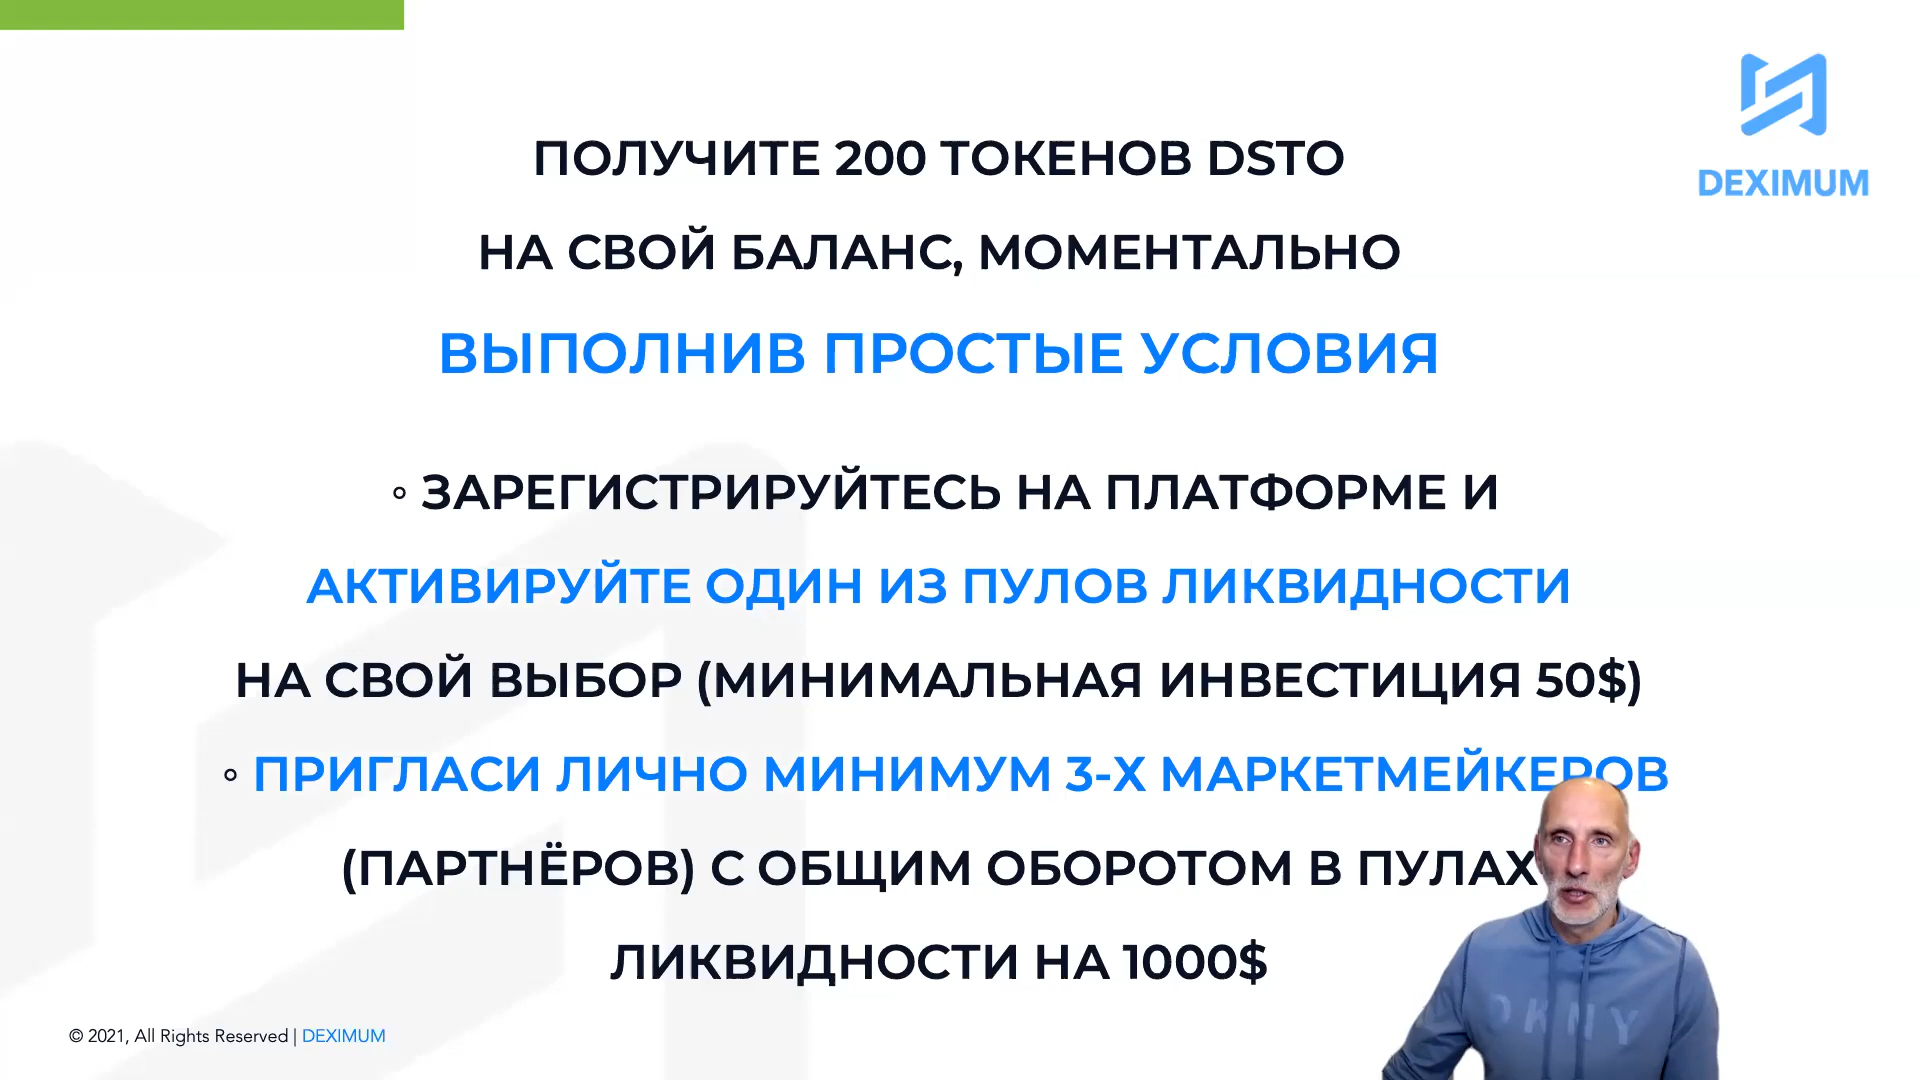 DEXIMUM
ПОЛУЧИТЕ 200 ТОКЕНОВ DSTO
НА СВОЙ БАЛАНС, МОМЕНТАЛЬНО
ВЫПОЛНИВ ПРОСТЫЕ УСЛОВИЯ
◦ ЗАРЕГИСТРИРУЙТЕСЬ НА ПЛАТФОРМЕ И
АКТИВИРУЙТЕ ОДИН ИЗ ПУЛОВ ЛИКВИДНОСТИ
НА СВОЙ ВЫБОР (МИНИМАЛЬНАЯ ИНВЕСТИЦИЯ 50$)
◦ ПРИГЛАСИ ЛИЧНО МИНИМУМ 3-Х МАРКЕТМЕЙКЕРОВ
(ПАРТНЁРОВ) С ОБЩИМ ОБОРОТОМ В ПУЛАХ
ЛИКВИДНОСТИ НА 1000$
DKNY
© 2021, All Rights Reserved | DEXIMUM